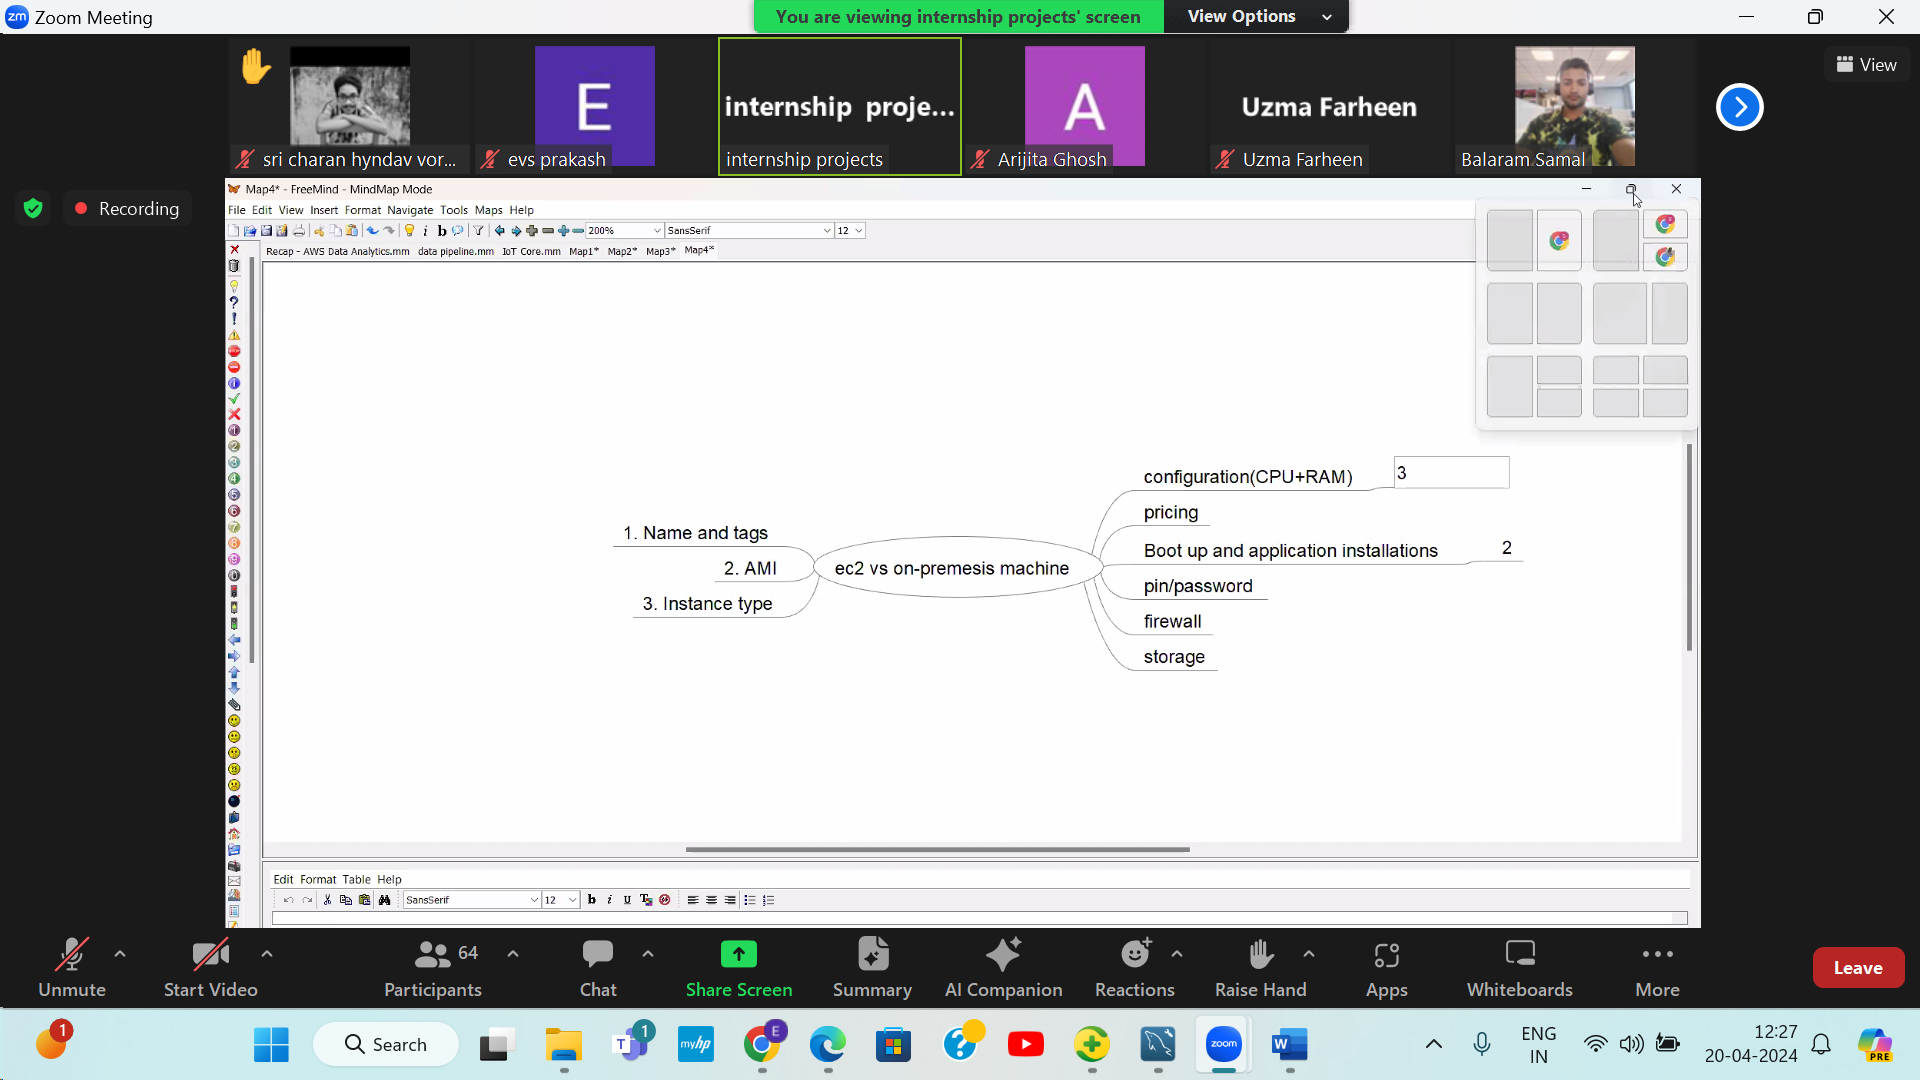 Zoom Meeting
You are viewing internship projects' screen View Options
E
internship proje...
A
Uzma Farheen
View
sri charan hyndav vor...
evs prakash
internship projects
Arijita Ghosh
Uzma Farheen
Balaram Samal
Recording
Map4* - FreeMind - MindMap Mode
File Edit View Insert Format Navigate Tools Maps Help
200% SansSerif 12
Recap - AWS Data Analytics.mm data pipeline.mm IoT Core.mm Map1* Map2* Map3* Map4*
configuration(CPU+RAM) 3
pricing
1. Name and tags
Boot up and application installations 2
2. AMI
ec2 vs on-premesis machine
pin/password
3. Instance type
firewall
storage
Edit Format Table Help
SansSerif 12
64
Unmute
Start Video
Participants
Chat
Share Screen
Summary
AI Companion
Reactions
Raise Hand
Apps
Whiteboards
More
Leave
1
Search
T 1
myhp
E
zoom
W
ENG
IN
12:27
20-04-2024
PRE